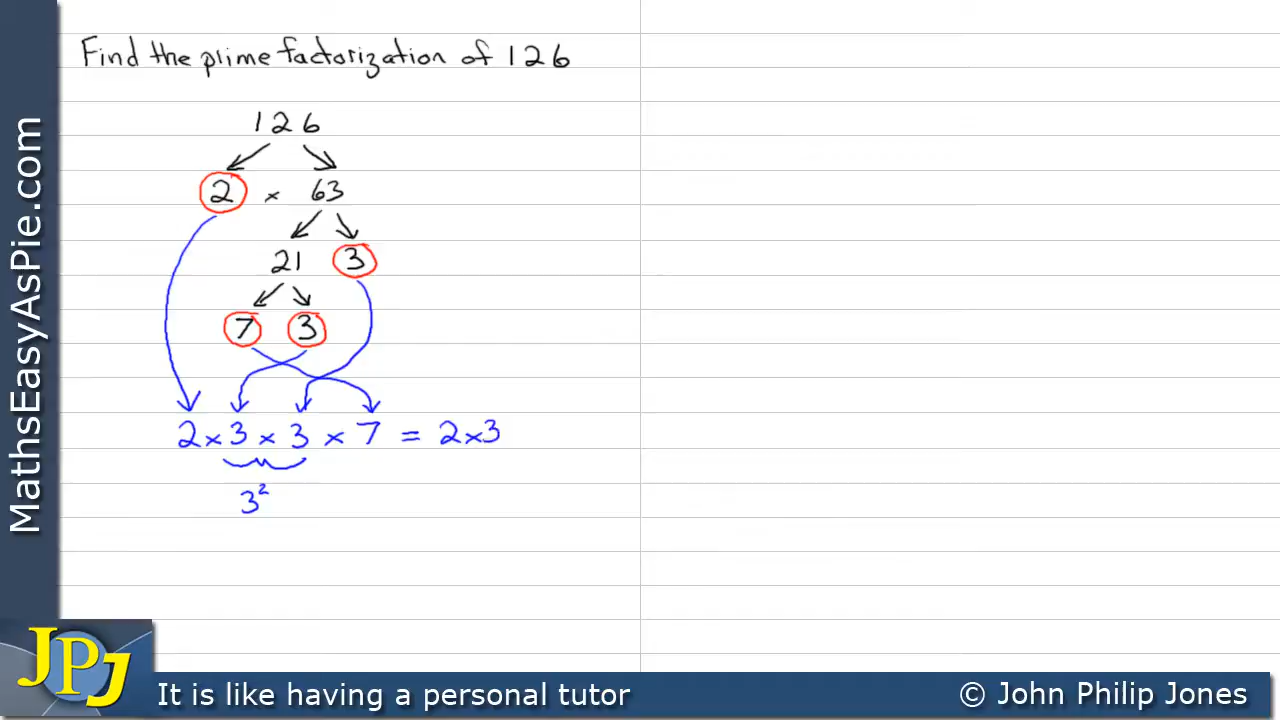 MathsEasyAsPie.com
Find the prime factorization of 126
126
2 × 63
21 3
7 3
2 × 3 × 3 × 7 = 2 × 3
3²
JPJ
It is like having a personal tutor
© John Philip Jones